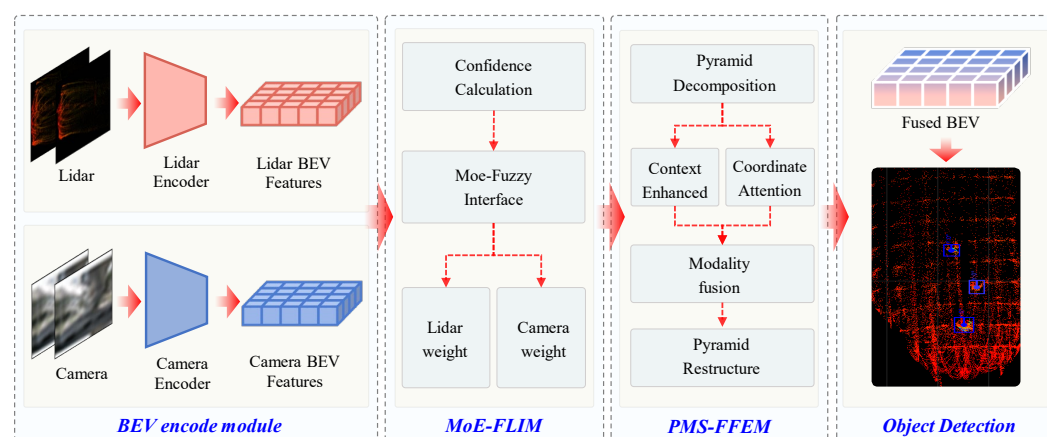 Lidar
Lidar
Encoder
Lidar BEV
Features
Camera
Camera
Encoder
Camera BEV
Features
BEV encode module
Confidence
Calculation
Moe-Fuzzy
Interface
Lidar
weight
Camera
weight
MoE-FLIM
Pyramid
Decomposition
Context
Enhanced
Coordinate
Attention
Modality
fusion
Pyramid
Restructure
PMS-FFEM
Fused BEV
Object Detection